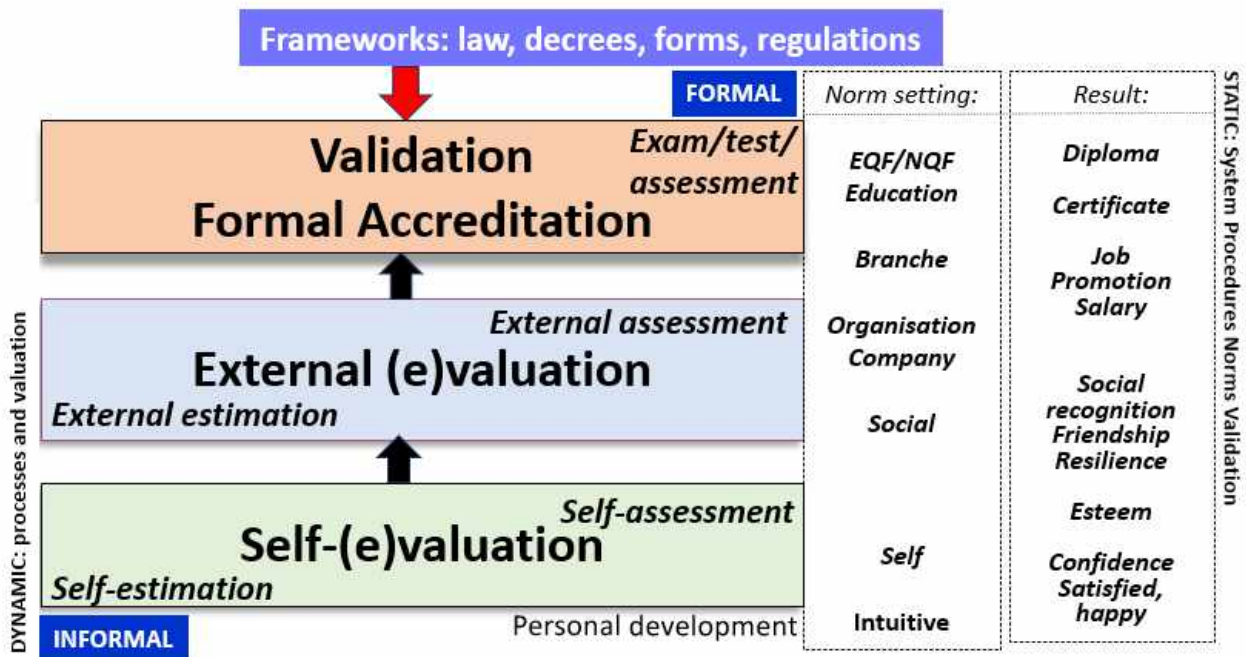 Frameworks: law, decrees, forms, regulations
FORMAL
Validation
Formal Accreditation
Exam/test/
assessment
External assessment
External (e)valuation
External estimation
Self-assessment
Self-(e)valuation
Self-estimation
INFORMAL
Personal development
DYNAMIC: processes and valuation
Norm setting:
EQF/NQF
Education
Branche
Organisation
Company
Social
Self
Intuitive
Result:
Diploma
Certificate
Job
Promotion
Salary
Social
recognition
Friendship
Resilience
Esteem
Confidence
Satisfied,
happy
STATIC: System Procedures Norms Validation